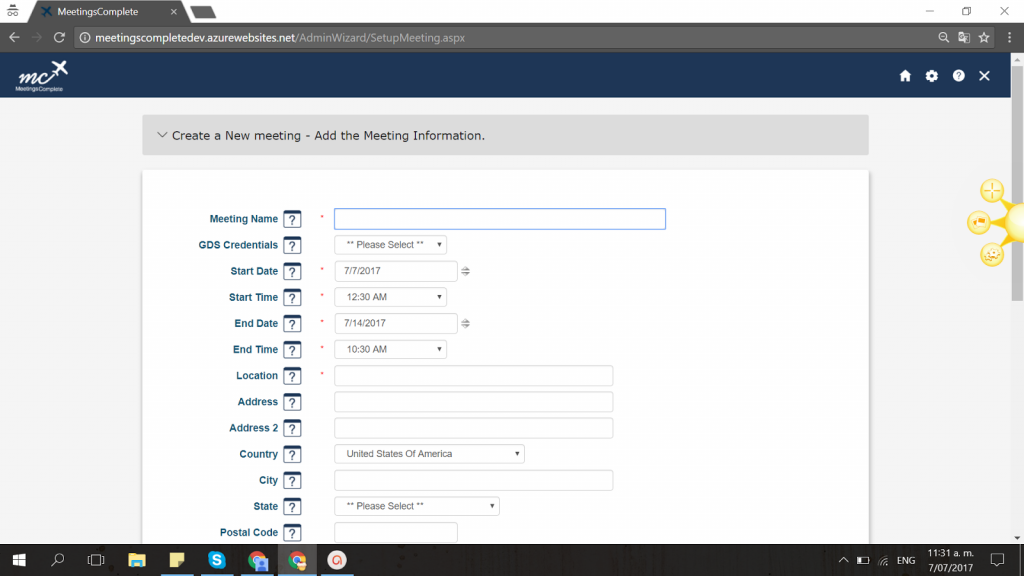 MeetingsComplete
meetingscompletedev.azurewebsites.net/AdminWizard/SetupMeeting.aspx
mc
MeetingsComplete
Create a New meeting - Add the Meeting Information.
Meeting Name ? *
GDS Credentials ? ** Please Select **
Start Date ? * 7/7/2017
Start Time ? * 12:30 AM
End Date ? * 7/14/2017
End Time ? * 10:30 AM
Location ? *
Address ?
Address 2 ?
Country ? United States Of America
City ?
State ? ** Please Select **
Postal Code ?
ENG
11:31 a. m.
7/07/2017